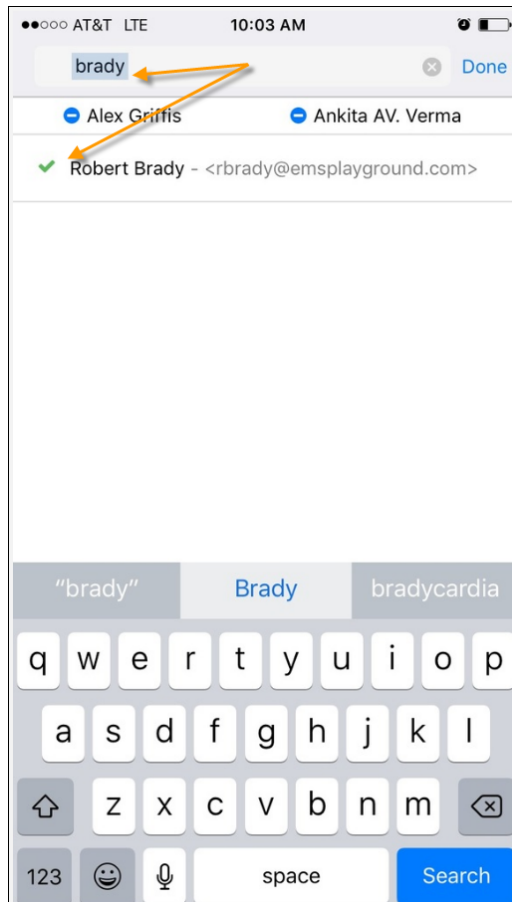 AT&T LTE 10:03 AM
brady Done
Alex Griffis Ankita AV. Verma
Robert Brady - <rbrady@emsplayground.com>
“brady” Brady bradycardia
q w e r t y u i o p
a s d f g h j k l
z x c v b n m
123 space Search